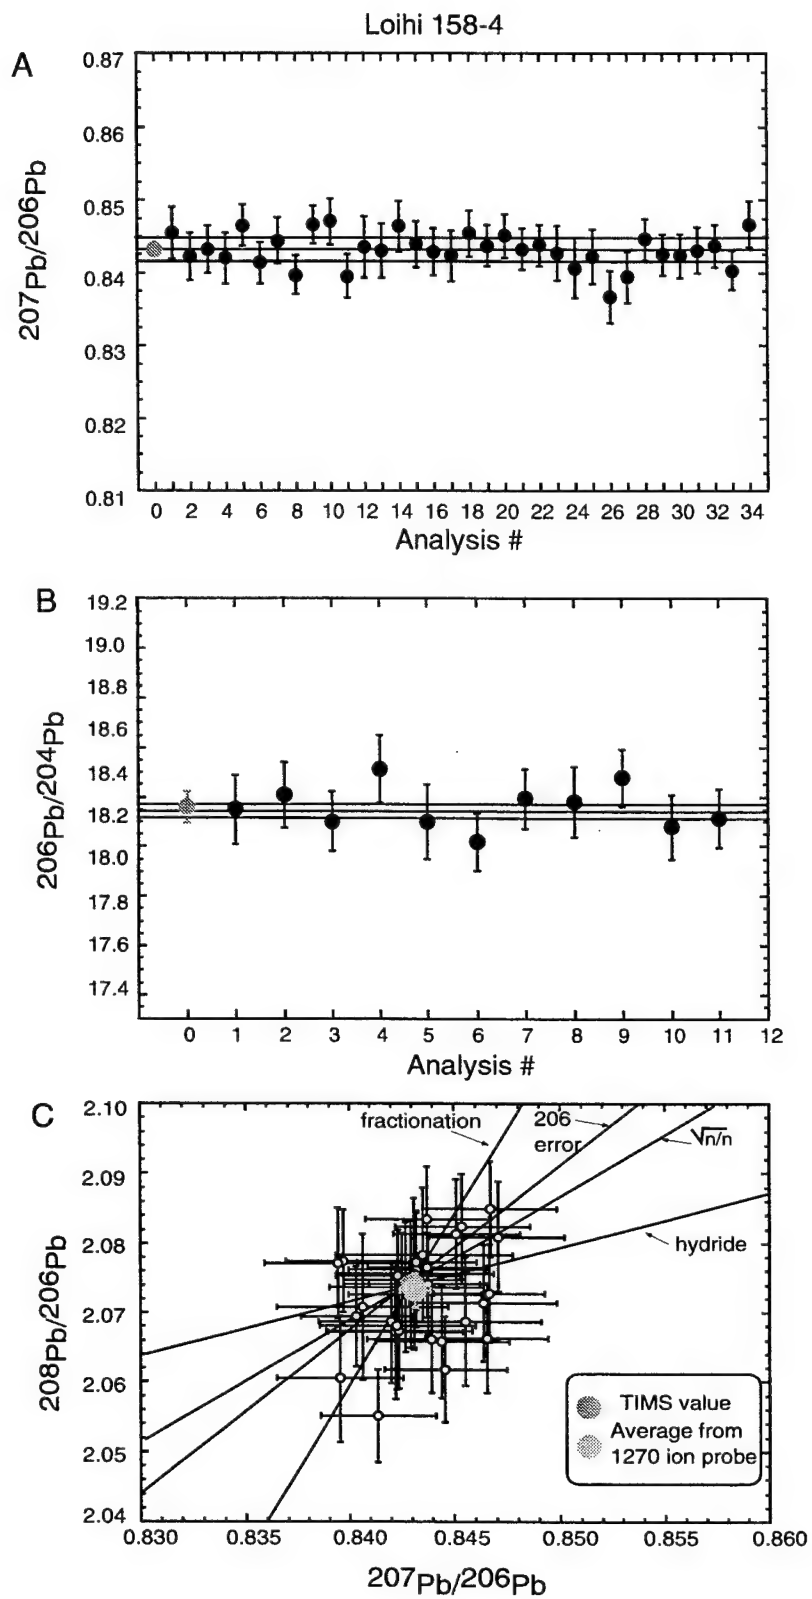 Loihi 158-4
A
0.87
0.86
0.85
0.84
0.83
0.82
0.81
207Pb/206Pb
0 2 4 6 8 10 12 14 16 18 20 22 24 26 28 30 32 34
Analysis #
B
19.2
19.0
18.8
18.6
18.4
18.2
18.0
17.8
17.6
17.4
206Pb/204Pb
0 1 2 3 4 5 6 7 8 9 10 11 12
Analysis #
C
2.10
2.09
2.08
2.07
2.06
2.05
2.04
208Pb/206Pb
fractionation
206
error
√n/n
hydride
TIMS value
Average from
1270 ion probe
0.830 0.835 0.840 0.845 0.850 0.855 0.860
207Pb/206Pb